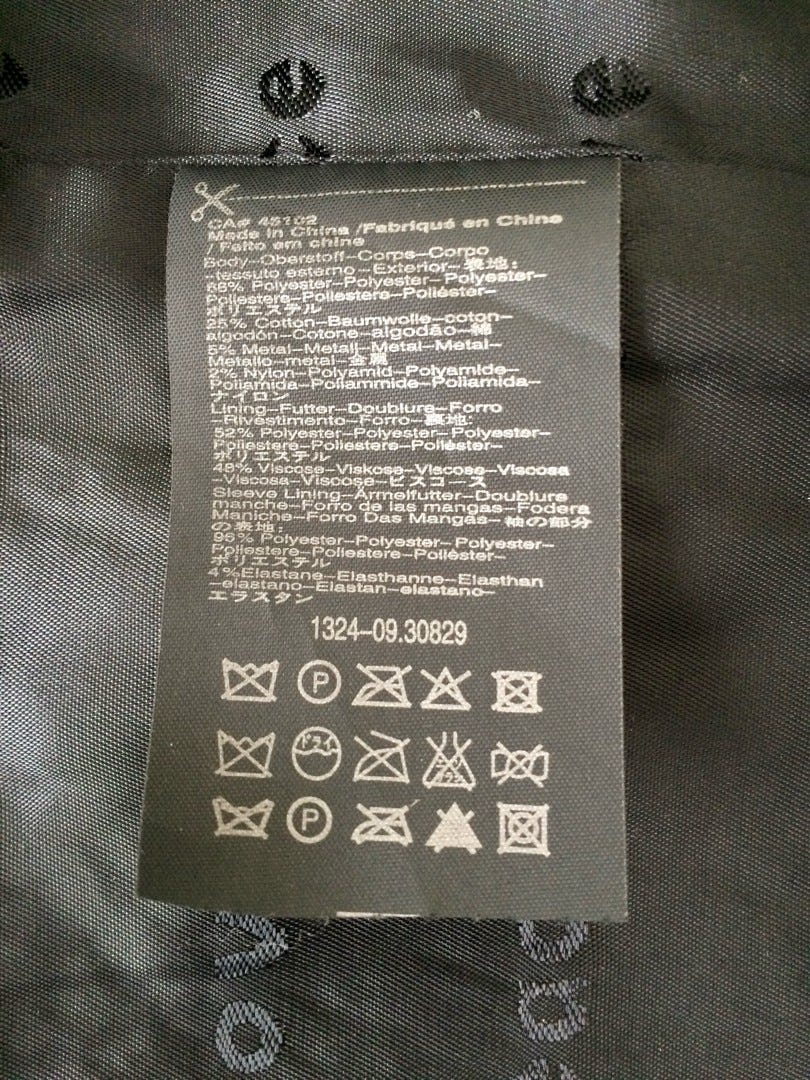 CA# 45102
Made in China /Fabriqué en Chine
/ Feito em chine
Body-Oberstoff-Corps-Corpo
-tessuto esterno-Exterior-表地:
68% Polyester-Polyester-Polyester-
Poliestere-Poliestere-Poliéster-
ポリエステル
25% Cotton-Baumwolle-coton-
algodón-Cotone-algodão-綿
5% Metal-Metall-Metal-Metal-
Metallo-metal-金属
2% Nylon-Polyamid-Polyamide-
Poliamida-Poliammide-Poliamida-
ナイロン
Lining-Futter-Doublure-Forro
-Rivestimento-Forro-裏地:
52% Polyester-Polyester-Polyester-
Poliestere-Poliestere-Poliéster-
ポリエステル
48% Viscose-Viskose-Viscose-Viscosa
-Viscosa-Viscose-ビスコース
Sleeve Lining-Ärmelfutter-Doublure
manche-Forro de las mangas-Fodera
Maniche-Forro Das Mangas-袖の部分
の表地:
96% Polyester-Polyester-Polyester-
Poliestere-Poliestere-Poliéster-
ポリエステル
4%Elastane-Elasthanne-Elasthan
-elastano-Elastan-elastano-
エラスタン
1324-09.30829
P
ドライ
P